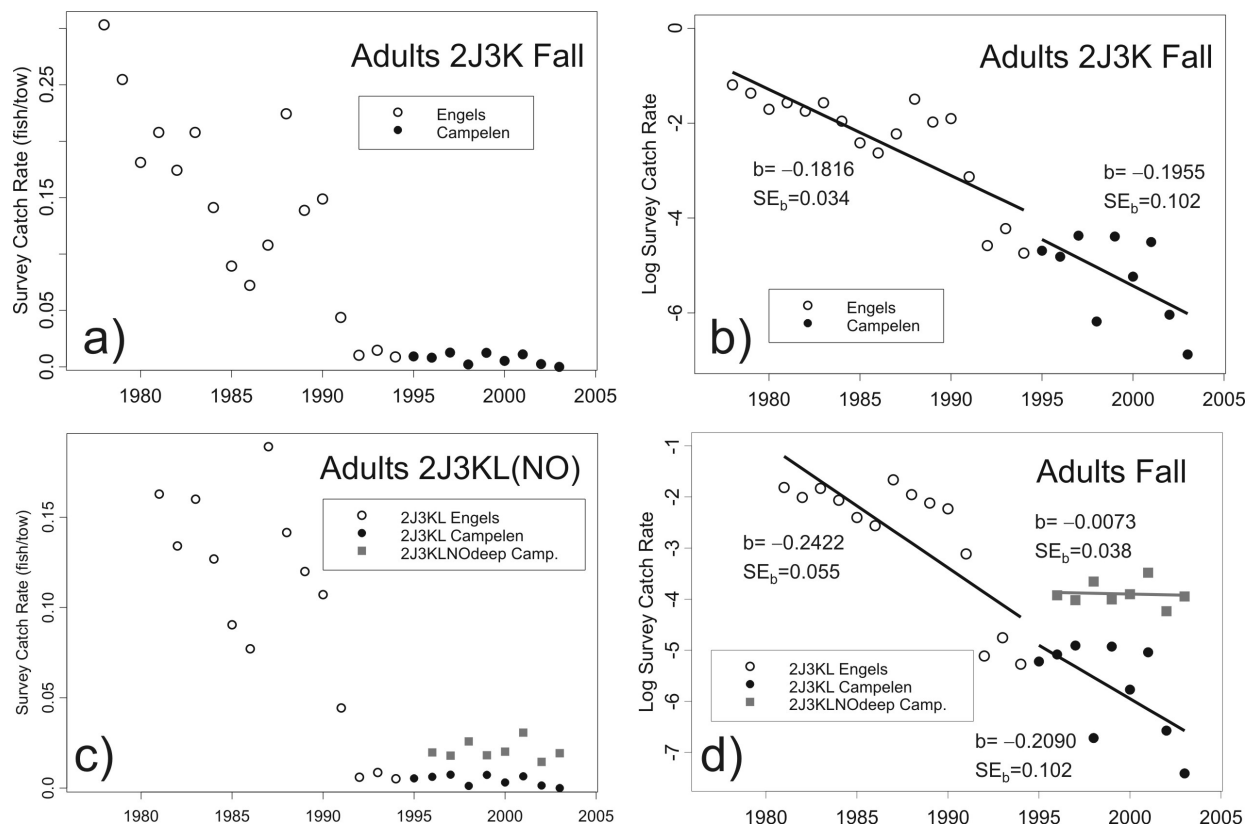 Adults 2J3K Fall
Survey Catch Rate (fish/tow)
0.25
0.15
0.05
0.0
Engels
Campelen
a)
1980 1985 1990 1995 2000 2005
Adults 2J3K Fall
Log Survey Catch Rate
0
-2
-4
-6
b= −0.1816
SEb=0.034
b= −0.1955
SEb=0.102
Engels
Campelen
b)
1980 1985 1990 1995 2000 2005
Adults 2J3KL(NO)
Survey Catch Rate (fish/tow)
0.15
0.10
0.05
0.0
2J3KL Engels
2J3KL Campelen
2J3KLNOdeep Camp.
c)
1980 1985 1990 1995 2000 2005
Adults Fall
Log Survey Catch Rate
-1
-2
-3
-4
-5
-6
-7
b= −0.2422
SEb=0.055
b= −0.0073
SEb=0.038
2J3KL Engels
2J3KL Campelen
2J3KLNOdeep Camp.
b= −0.2090
SEb=0.102
d)
1980 1985 1990 1995 2000 2005